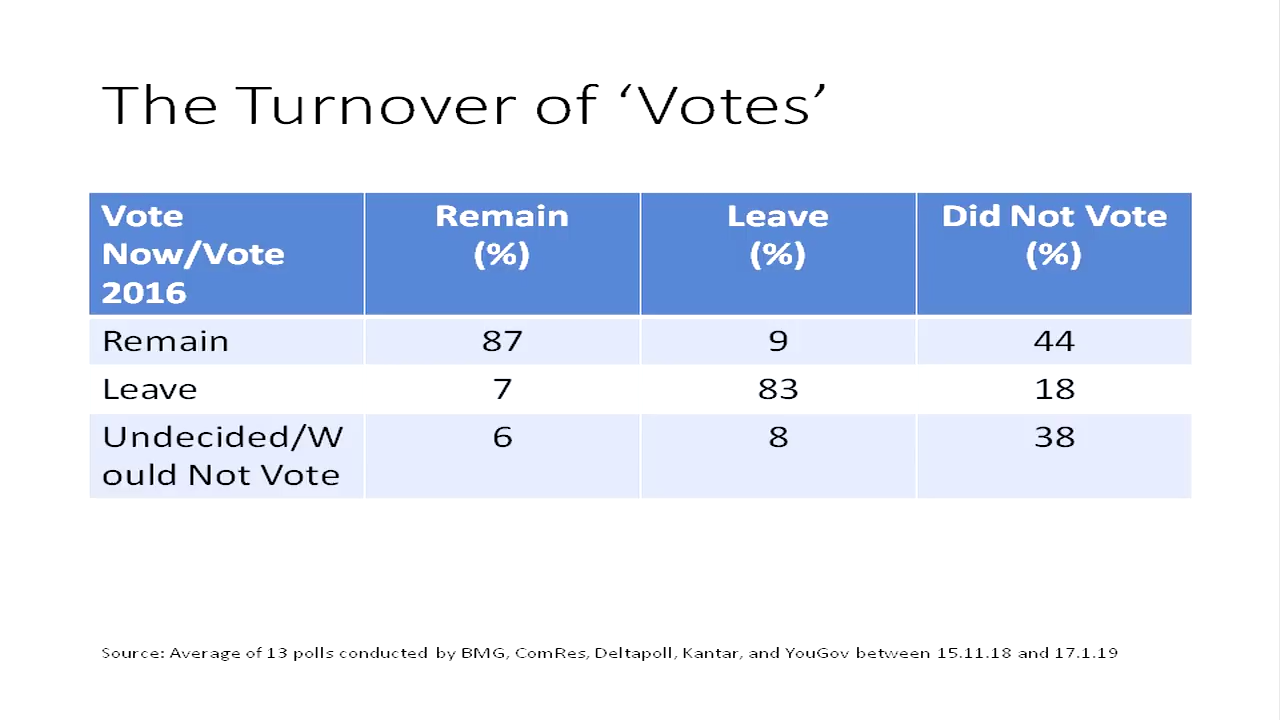 The Turnover of ‘Votes’
Vote Remain Leave Did Not Vote
Now/Vote (%) (%) (%)
2016
Remain 87 9 44
Leave 7 83 18
Undecided/W 6 8 38
ould Not Vote
Source: Average of 13 polls conducted by BMG, ComRes, Deltapoll, Kantar, and YouGov between 15.11.18 and 17.1.19